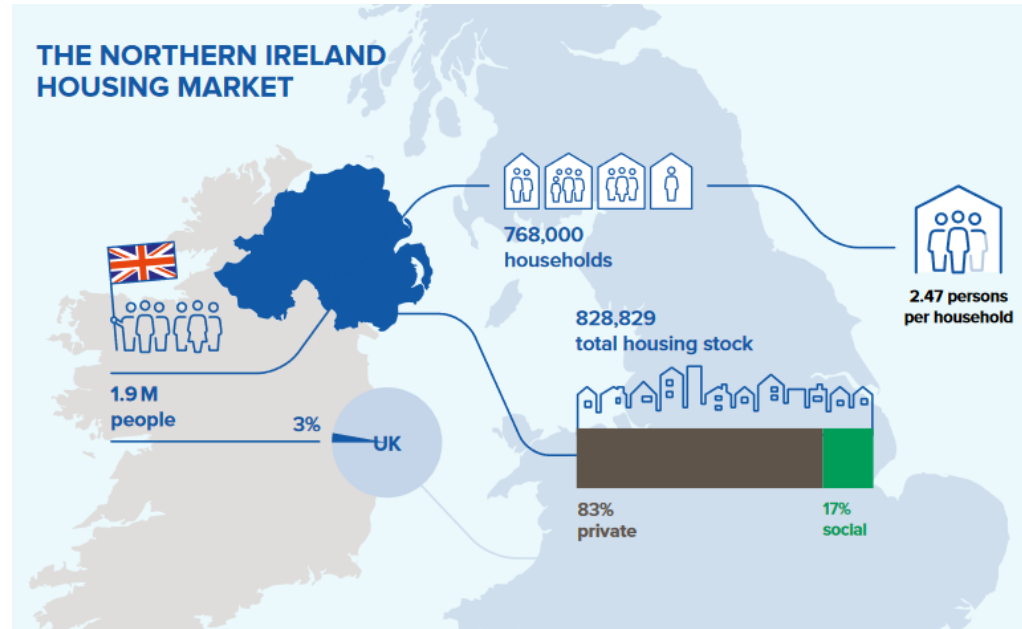 THE NORTHERN IRELAND
HOUSING MARKET
768,000
households
2.47 persons
per household
828,829
total housing stock
1.9 M
people
3%
UK
83%
private
17%
social